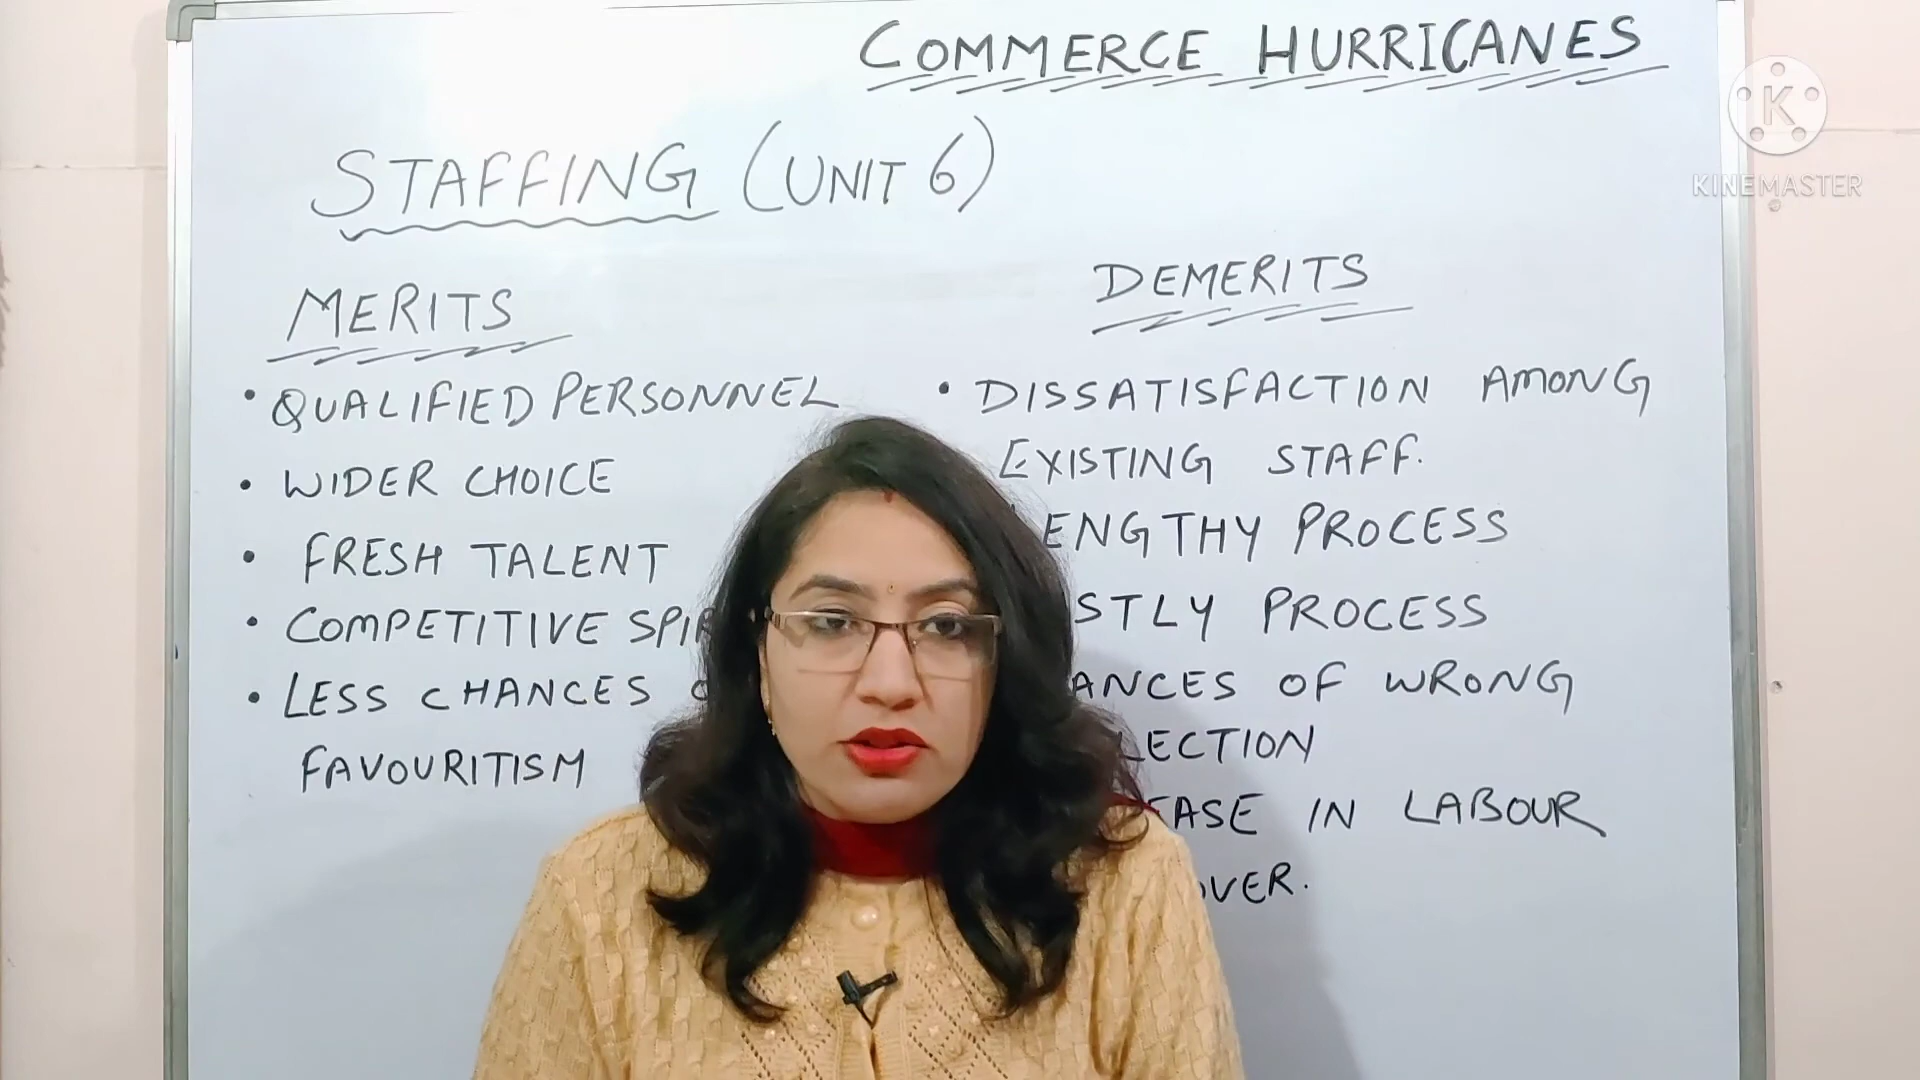 COMMERCE HURRICANES
KINEMASTER
STAFFING (UNIT 6)
MERITS
• QUALIFIED PERSONNEL
• WIDER CHOICE
• FRESH TALENT
• COMPETITIVE
• LESS CHANCES
FAVOURITISM
DEMERITS
• DISSATISFACTION AMONG
EXISTING STAFF.
PROCESS
PROCESS
OF WRONG
IN LABOUR